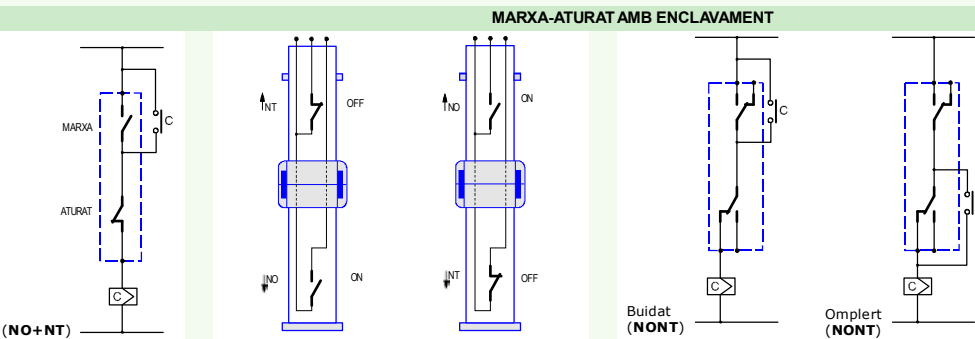 MARXA-ATURAT AMB ENCLAVAMENT
MARXA
C
ATURAT
C
(NO+NT)
NT
OFF
NO
ON
NO
ON
NT
OFF
C
C
Buidat
(NONT)
C
Omplert
(NONT)